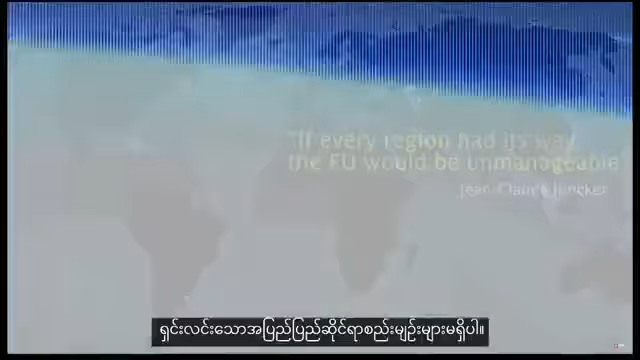 "If every region had its way
the EU would be unmanageable
Jean-Claude Juncker
ရှင်းလင်းသောအပြည်ပြည်ဆိုင်ရာစည်းမျဉ်းများမရှိပါ။